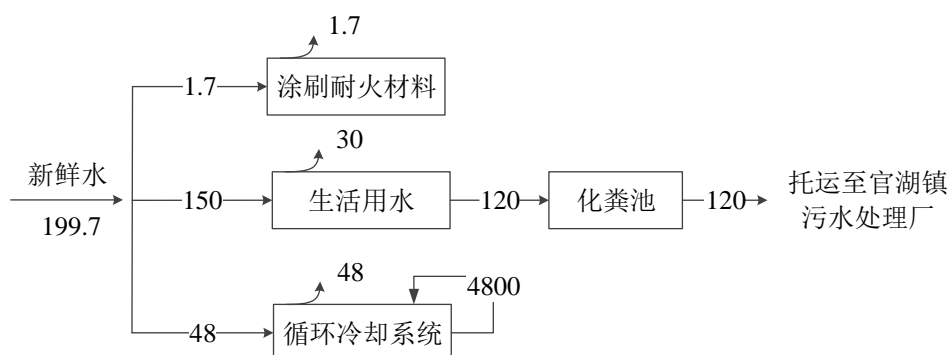 1.7
1.7
涂刷耐火材料
新鲜水
199.7
30
150
生活用水
120
化粪池
120
托运至官湖镇
污水处理厂
48
4800
48
循环冷却系统